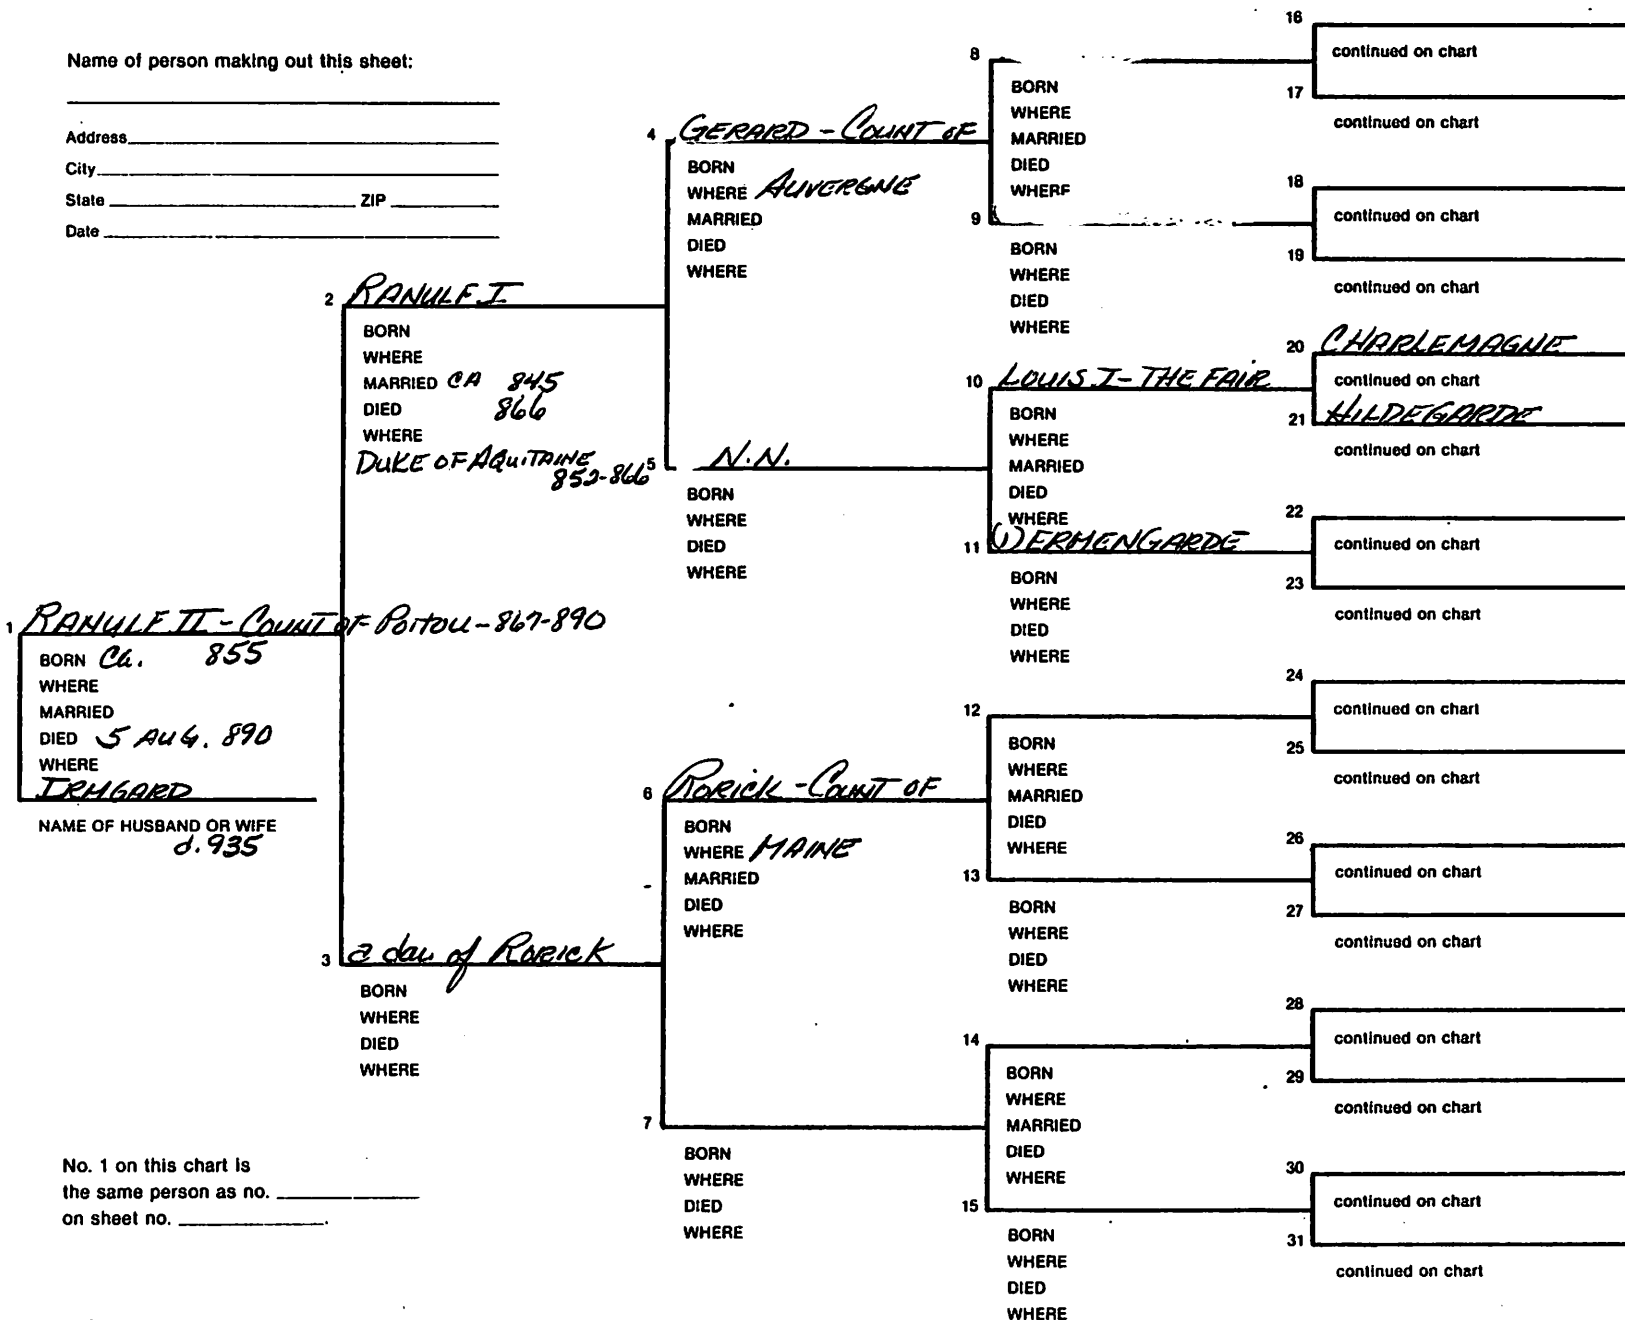 Name of person making out this sheet:
Address
City
State ZIP
Date
1 RANULF II - COUNT OF POITOU - 867-890
BORN Ca. 855
WHERE
MARRIED
DIED 5 AUG. 890
WHERE
IRMGARD
NAME OF HUSBAND OR WIFE
d. 935
No. 1 on this chart is
the same person as no.
on sheet no. .
2 RANULF I
BORN
WHERE
MARRIED CA 845
DIED 866
WHERE
DUKE OF AQUITAINE
852-866
3 a dau of RORICK
BORN
WHERE
DIED
WHERE
4 GERARD - COUNT OF
BORN
WHERE AUVERGNE
MARRIED
DIED
WHERE
5 N.N.
BORN
WHERE
DIED
WHERE
6 RORICK - COUNT OF
BORN
WHERE MAINE
MARRIED
DIED
WHERE
7
BORN
WHERE
DIED
WHERE
8
BORN
WHERE
MARRIED
DIED
WHERE
9
BORN
WHERE
DIED
WHERE
10 LOUIS I - THE FAIR
BORN
WHERE
MARRIED
DIED
WHERE
11 (1) ERMENGARDE
BORN
WHERE
DIED
WHERE
12
BORN
WHERE
MARRIED
DIED
WHERE
13
BORN
WHERE
DIED
WHERE
14
BORN
WHERE
MARRIED
DIED
WHERE
15
BORN
WHERE
DIED
WHERE
16
continued on chart
17
continued on chart
18
continued on chart
19
continued on chart
20 CHARLEMAGNE
continued on chart
21 HILDEGARDE
continued on chart
22
continued on chart
23
continued on chart
24
continued on chart
25
continued on chart
26
continued on chart
27
continued on chart
28
continued on chart
29
continued on chart
30
continued on chart
31
continued on chart